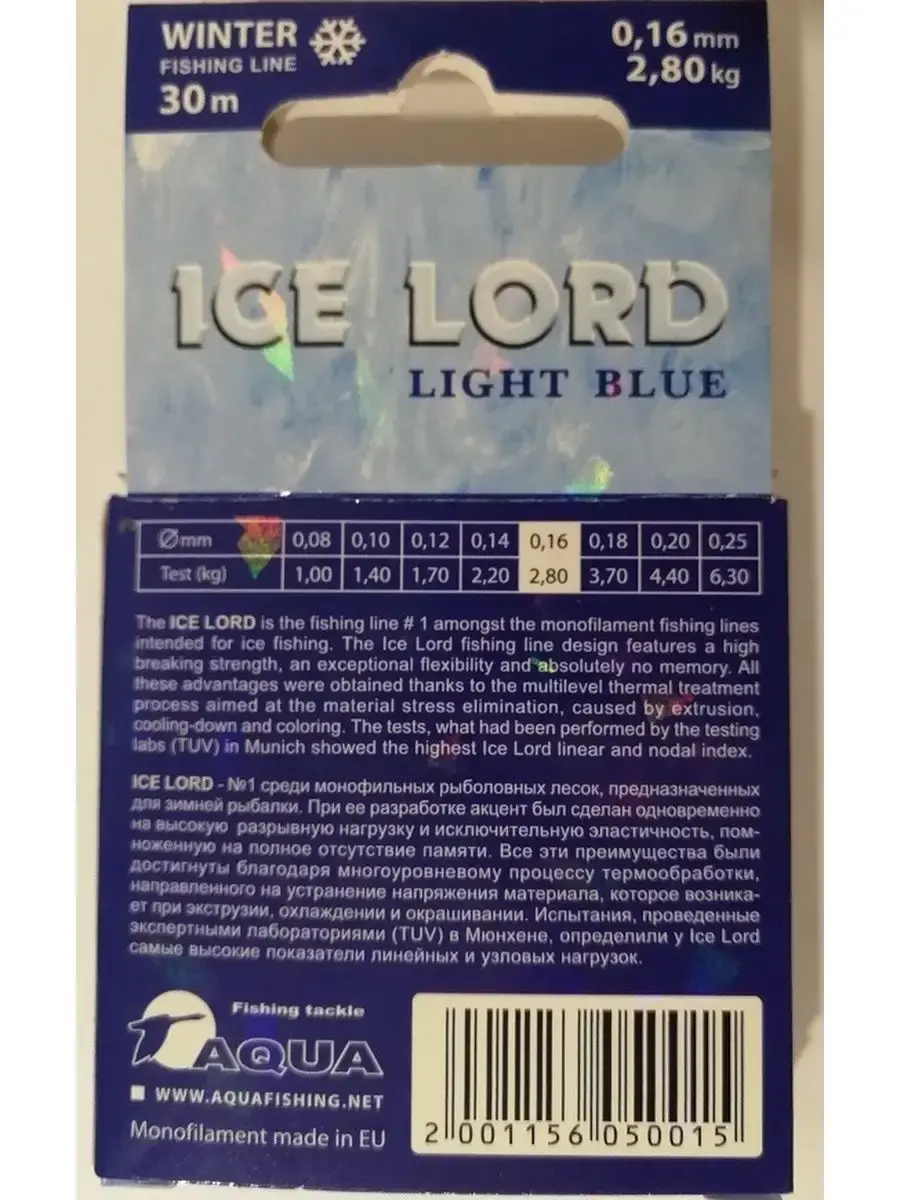 WINTER
FISHING LINE
30m
0,16mm
2,80kg
ICE LORD
LIGHT BLUE
Ømm 0,08 0,10 0,12 0,14 0,16 0,18 0,20 0,25
Test (kg) 1,00 1,40 1,70 2,20 2,80 3,70 4,40 6,30
The ICE LORD is the fishing line # 1 amongst the monofilament fishing lines
intended for ice fishing. The Ice Lord fishing line design features a high
breaking strength, an exceptional flexibility and absolutely no memory. All
these advantages were obtained thanks to the multilevel thermal treatment
process aimed at the material stress elimination, caused by extrusion,
cooling-down and coloring. The tests, what had been performed by the testing
labs (TUV) in Munich showed the highest Ice Lord linear and nodal index.
ICE LORD - №1 среди монофильных рыболовных лесок, предназначенных
для зимней рыбалки. При ее разработке акцент был сделан одновременно
на высокую разрывную нагрузку и исключительную эластичность, пом-
ноженную на полное отсутствие памяти. Все эти преимущества были
достигнуты благодаря многоуровневому процессу термообработки,
направленного на устранение напряжения материала, которое возника-
ет при экструзии, охлаждении и окрашивании. Испытания, проведенные
экспертными лабораториями (TUV) в Мюнхене, определили у Ice Lord
самые высокие показатели линейных и узловых нагрузок.
Fishing tackle
AQUA
WWW.AQUAFISHING.NET
Monofilament made in EU
2 001156 050015